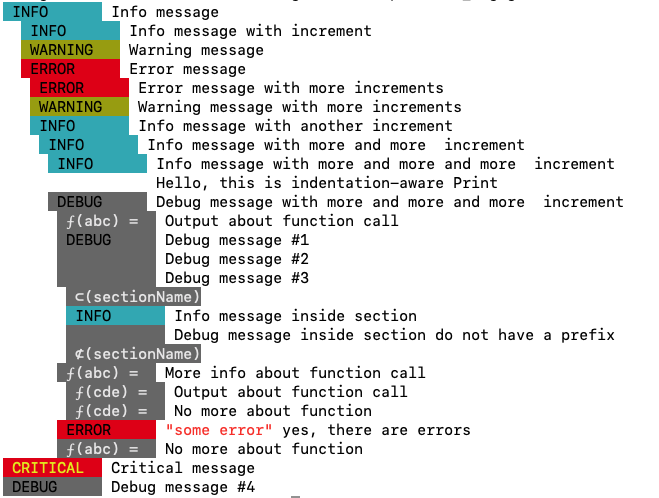 INFO Info message
INFO Info message with increment
WARNING Warning message
ERROR Error message
ERROR Error message with more increments
WARNING Warning message with more increments
INFO Info message with another increment
INFO Info message with more and more  increment
INFO Info message with more and more and more  increment
Hello, this is indentation-aware Print
DEBUG Debug message with more and more and more  increment
ƒ(abc) = Output about function call
DEBUG Debug message #1
Debug message #2
Debug message #3
⊂(sectionName)
INFO Info message inside section
Debug message inside section do not have a prefix
⊄(sectionName)
ƒ(abc) = More info about function call
ƒ(cde) = Output about function call
ƒ(cde) = No more about function
ERROR "some error" yes, there are errors
ƒ(abc) = No more about function
CRITICAL Critical message
DEBUG Debug message #4